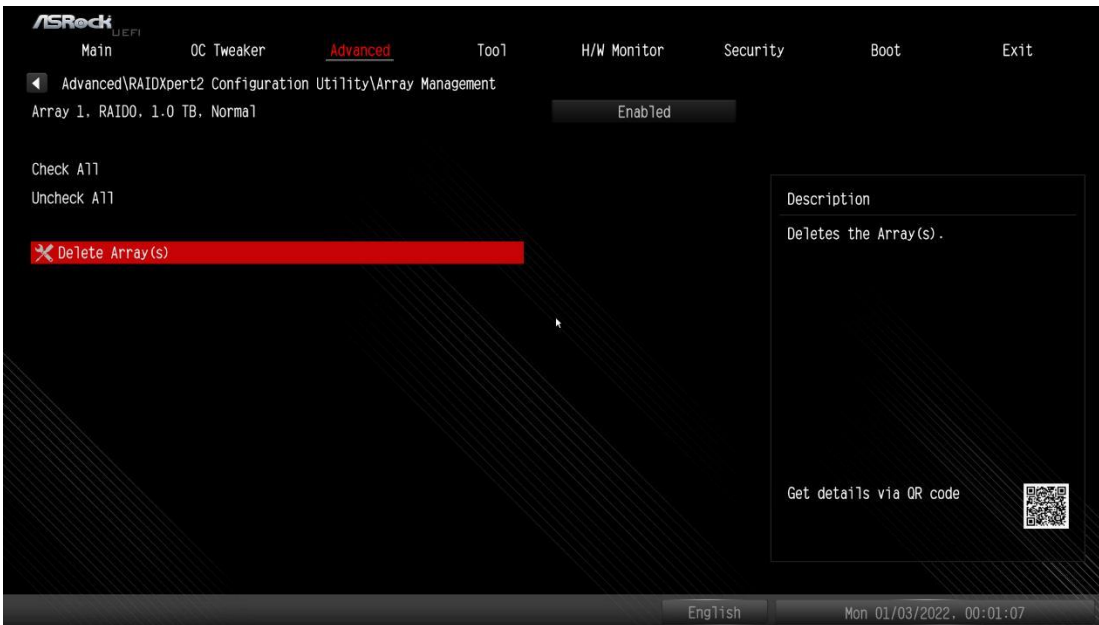 ASRock UEFI
Main OC Tweaker Advanced Tool H/W Monitor Security Boot Exit
Advanced\RAIDXpert2 Configuration Utility\Array Management
Array 1, RAID0, 1.0 TB, Normal Enabled
Check All
Uncheck All
Description
Deletes the Array(s).
Delete Array(s)
Get details via QR code
English Mon 01/03/2022, 00:01:07